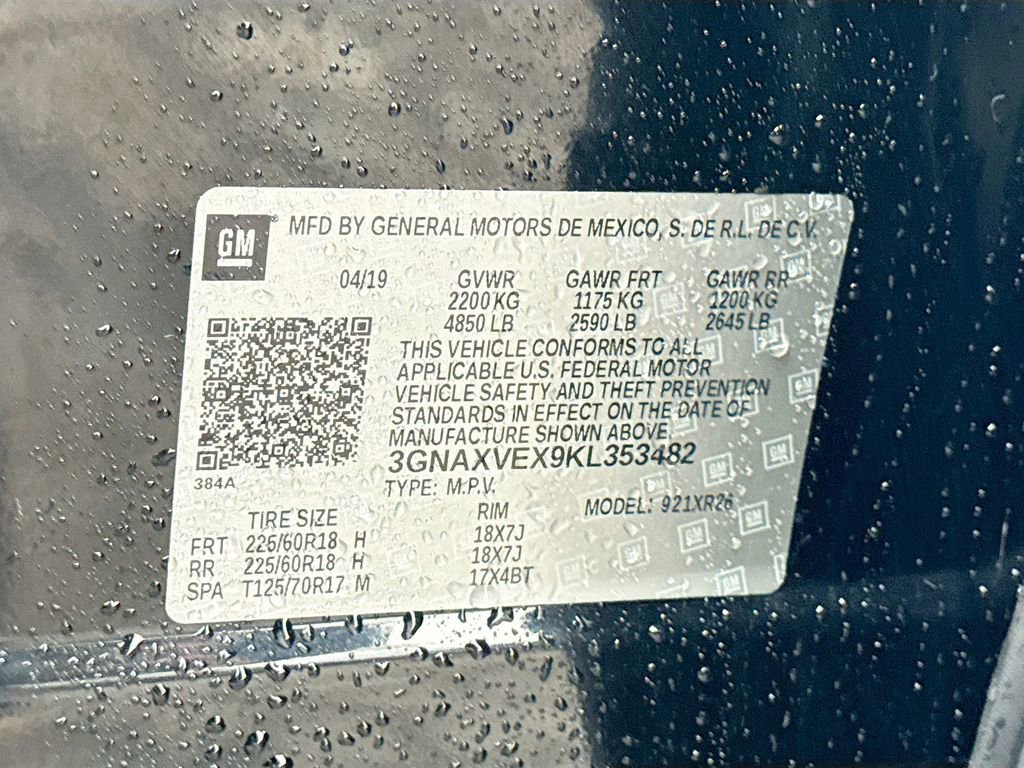 GM
MFD BY GENERAL MOTORS DE MEXICO, S. DE R.L. DE C.V.
04/19 GVWR GAWR FRT GAWR RR
2200 KG 1175 KG 1200 KG
4850 LB 2590 LB 2645 LB
THIS VEHICLE CONFORMS TO ALL
APPLICABLE U.S. FEDERAL MOTOR
VEHICLE SAFETY AND THEFT PREVENTION
STANDARDS IN EFFECT ON THE DATE OF
MANUFACTURE SHOWN ABOVE.
3GNAXVEX9KL353482
384A
TYPE: M.P.V.
MODEL: 921XR26
TIRE SIZE RIM
FRT 225/60R18 H 18X7J
RR 225/60R18 H 18X7J
SPA T125/70R17 M 17X4BT